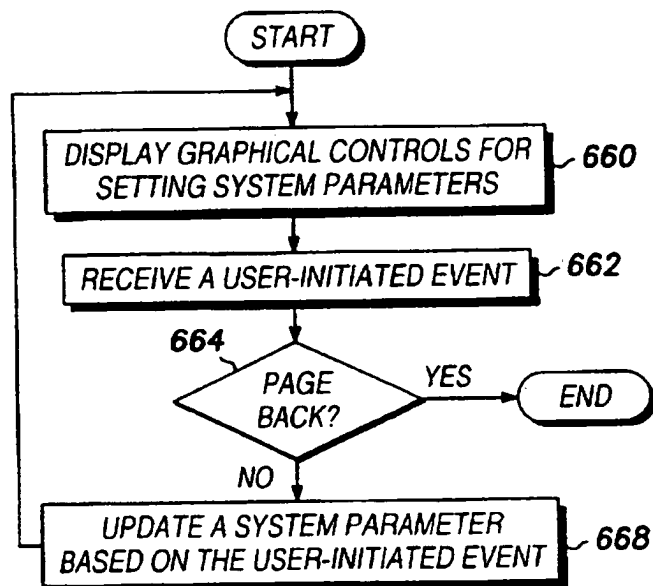 START
DISPLAY GRAPHICAL CONTROLS FOR
SETTING SYSTEM PARAMETERS
660
RECEIVE A USER-INITIATED EVENT
662
664
PAGE
BACK?
YES
END
NO
UPDATE A SYSTEM PARAMETER
BASED ON THE USER-INITIATED EVENT
668